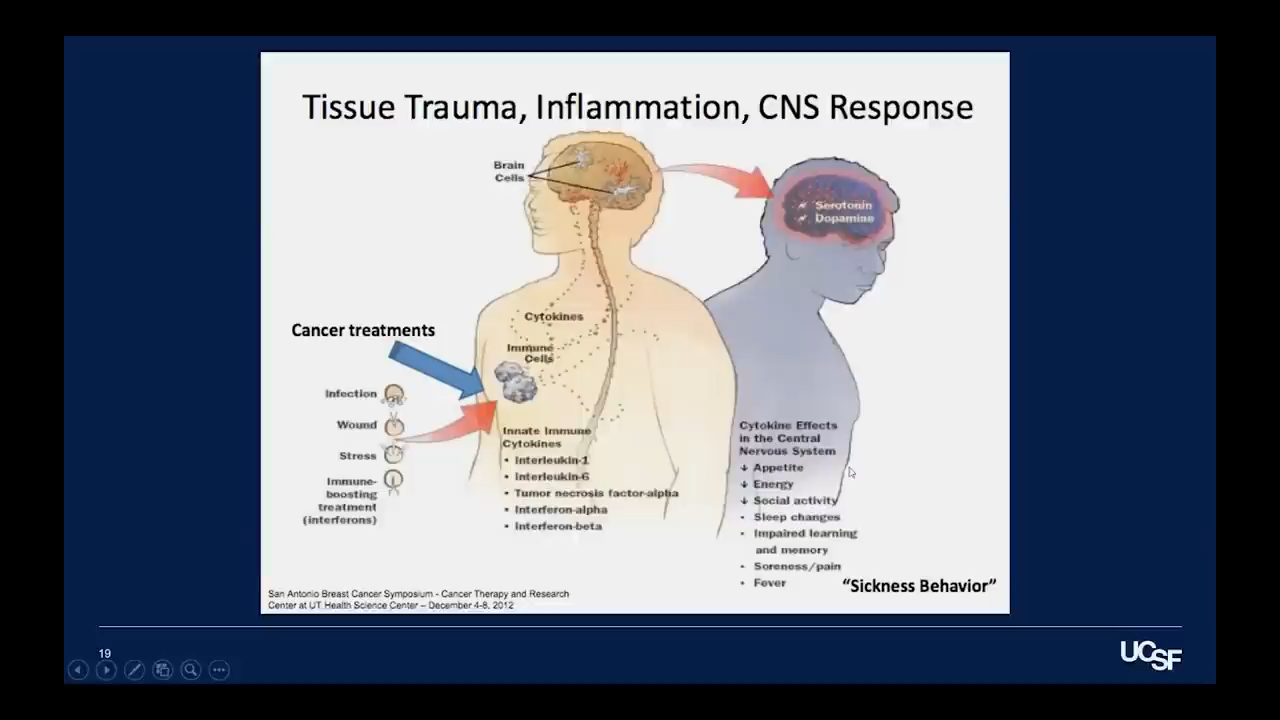 Tissue Trauma, Inflammation, CNS Response
Brain
Cells
Serotonin
Dopamine
Cytokines
Immune
Cells
Cancer treatments
Infection
Wound
Stress
Immune-
boosting
treatment
(interferons)
Innate Immune
Cytokines
• Interleukin-1
• Interleukin-6
• Tumor necrosis factor-alpha
• Interferon-alpha
• Interferon-beta
Cytokine Effects
in the Central
Nervous System
↓ Appetite
↓ Energy
↓ Social activity
• Sleep changes
• Impaired learning
and memory
• Soreness/pain
• Fever
“Sickness Behavior”
San Antonio Breast Cancer Symposium - Cancer Therapy and Research
Center at UT Health Science Center – December 4-8, 2012
19
UCSF